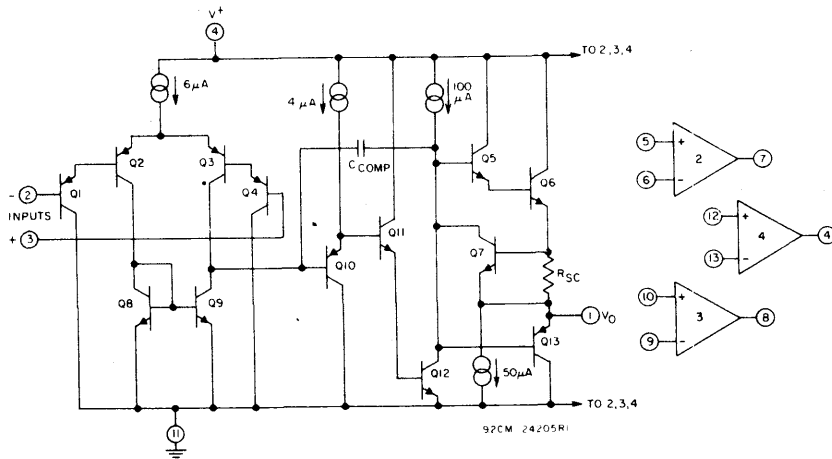 V+
4
TO 2,3,4
6μA
4μA
100
μA
Q2
Q3
CCOMP
Q5
Q6
5
+
2
7
6
-
- 2
Q1
Q4
INPUTS
+ 3
Q11
Q10
Q7
RSC
12
+
4
4
13
-
Q8
Q9
1 VO
Q13
10
+
3
8
9
-
Q12
50μA
11
TO 2,3,4
92CM 24205RI